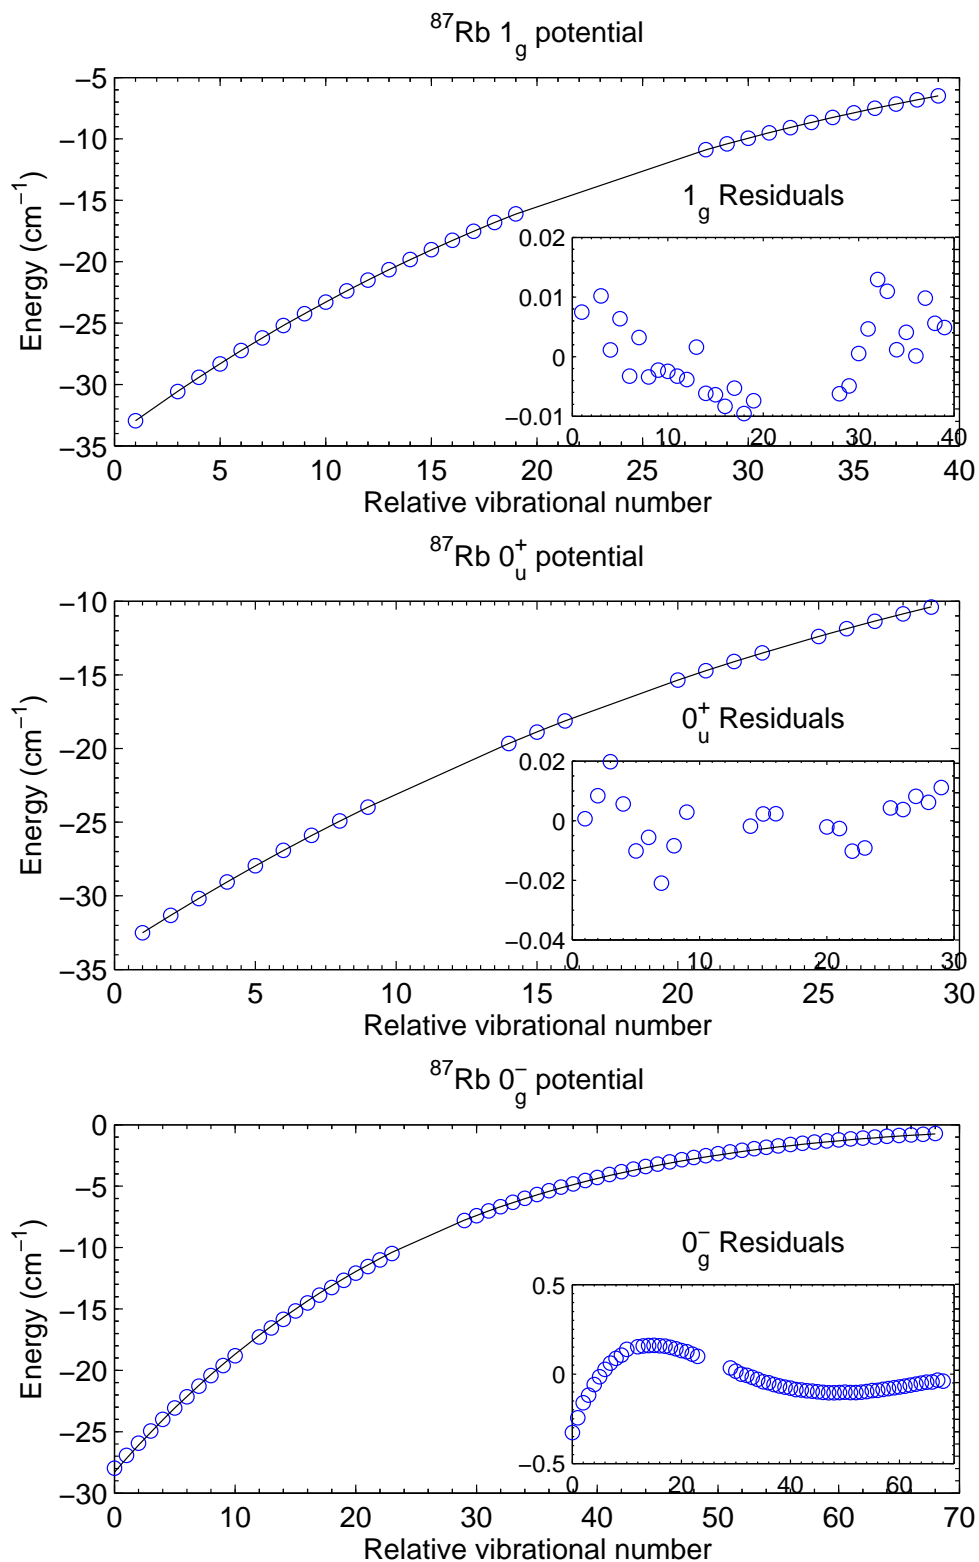 ⁸⁷Rb 1g potential
−5
−10
−15
−20
−25
−30
−35
Energy (cm⁻¹)
0 5 10 15 20 25 30 35 40
Relative vibrational number
1g Residuals
0.02
0.01
0
−0.01
0 10 20 30 40
⁸⁷Rb 0u⁺ potential
−10
−15
−20
−25
−30
−35
Energy (cm⁻¹)
0 5 10 15 20 25 30
Relative vibrational number
0u⁺ Residuals
0.02
0
−0.02
−0.04
0 10 20 30
⁸⁷Rb 0g⁻ potential
0
−5
−10
−15
−20
−25
−30
Energy (cm⁻¹)
0 10 20 30 40 50 60 70
Relative vibrational number
0g⁻ Residuals
0.5
0
−0.5
0 20 40 60